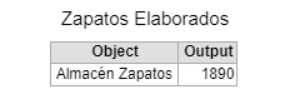 Zapatos Elaborados
Object Output
Almacén Zapatos 1890